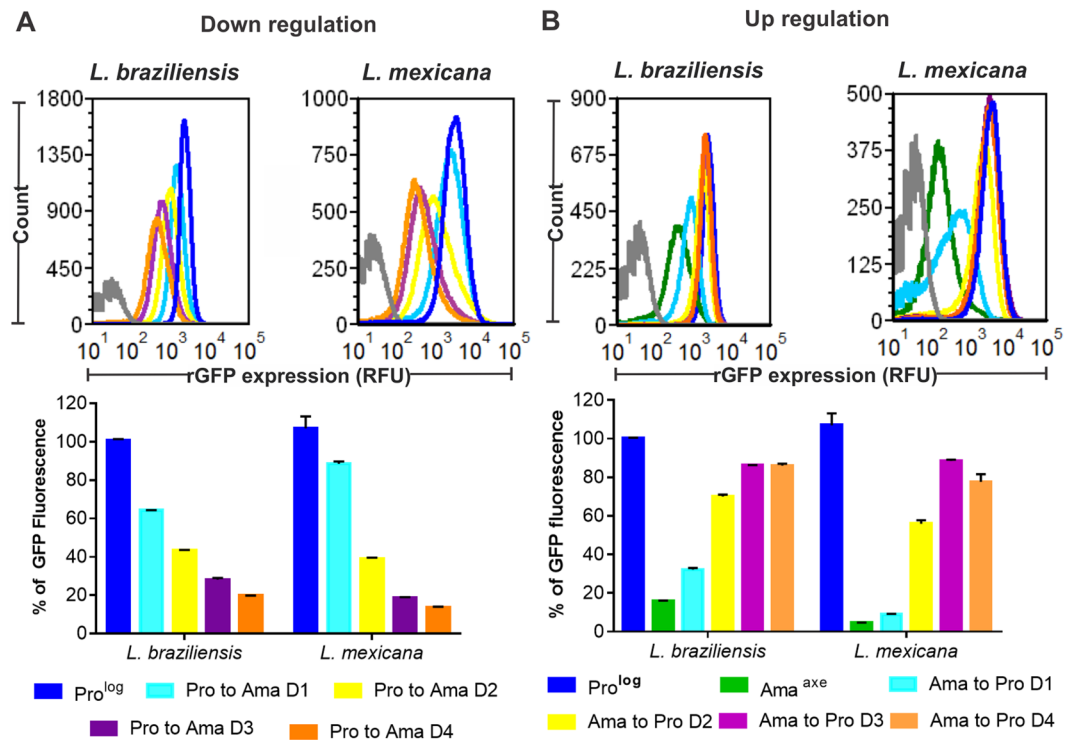 A
Down regulation
B
Up regulation
L. braziliensis
L. mexicana
L. braziliensis
L. mexicana
Count
1800
1350
900
450
0
1000
750
500
250
0
Count
900
675
450
225
0
500
375
250
125
0
10^1 10^2 10^3 10^4 10^5
10^1 10^2 10^3 10^4 10^5
10^1 10^2 10^3 10^4 10^5
10^1 10^2 10^3 10^4 10^5
rGFP expression (RFU)
rGFP expression (RFU)
% of GFP Fluorescence
120
100
80
60
40
20
0
L. braziliensis
L. mexicana
% of GFP fluorescence
120
100
80
60
40
20
0
L. braziliensis
L. mexicana
Pro^log
Pro to Ama D1
Pro to Ama D2
Pro to Ama D3
Pro to Ama D4
Pro^log
Ama^axe
Ama to Pro D1
Ama to Pro D2
Ama to Pro D3
Ama to Pro D4